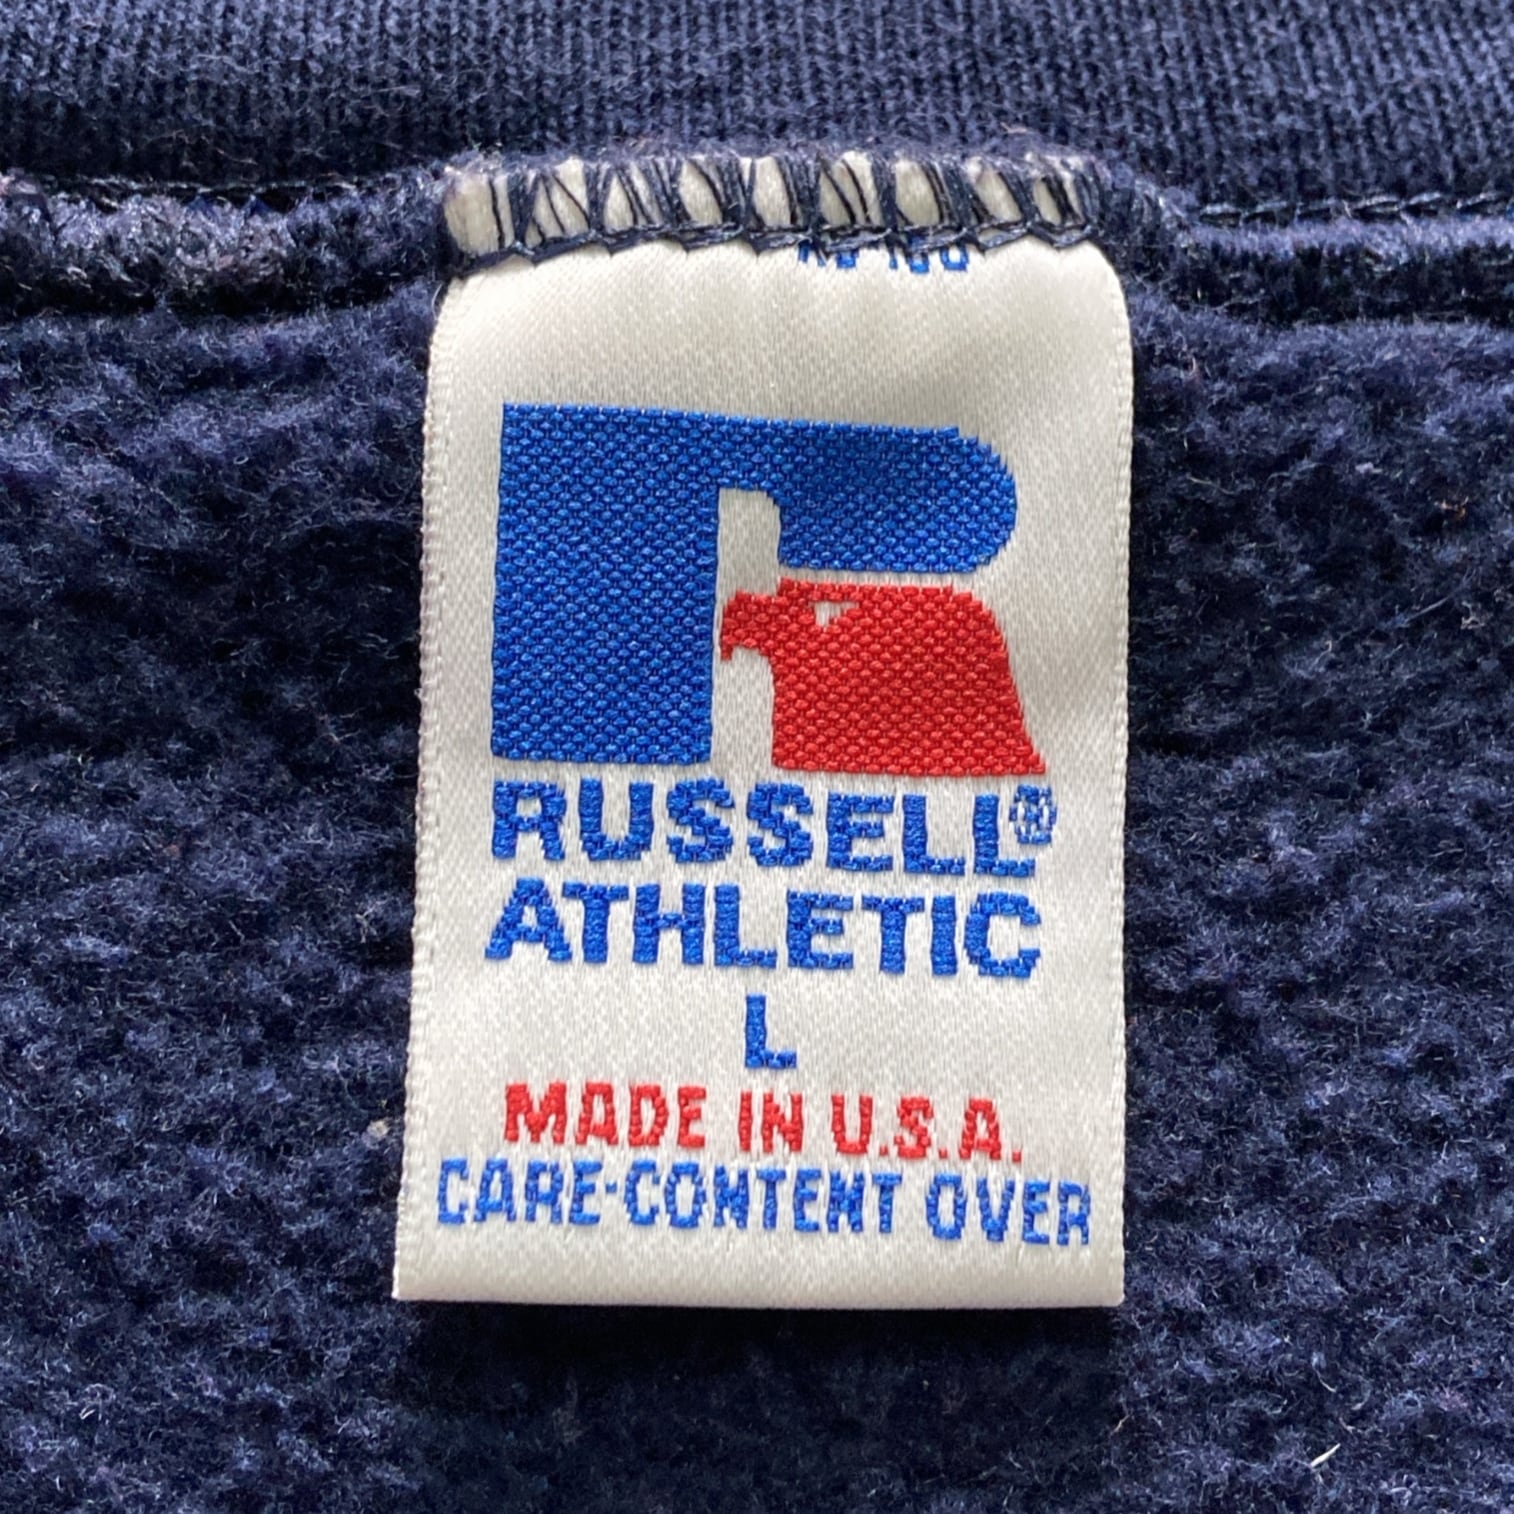 RUSSELL®
ATHLETIC
L
MADE IN U.S.A.
CARE·CONTENT OVER